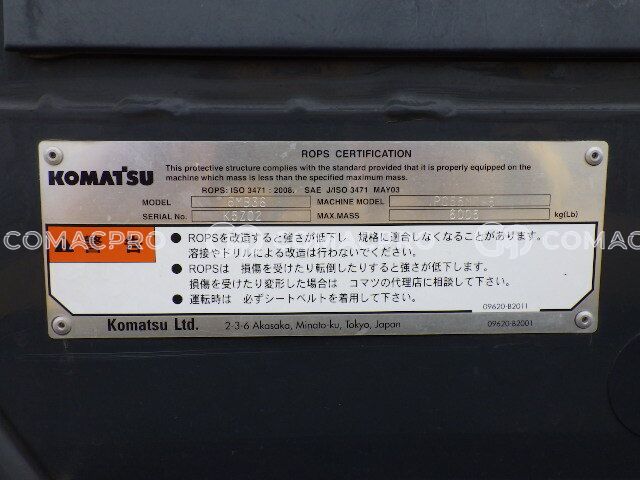 ROPS CERTIFICATION
KOMATSU
This protective structure complies with the standard provided that it is properly equipped on the
machine which mass is less than the specified maximum mass.
ROPS: ISO 3471 : 2008, SAE J/ISO 3471 MAY03
MODEL MACHINE MODEL
SERIAL No. K5Z02 MAX.MASS kg(Lb)
COMACPRO
● ROPSを改造すると強さが低下し 規格に適合しなくなることがあります。
溶接やドリルによる改造は行わないでください。
● ROPSは 損傷を受けたり転倒したりすると強さが低下します。
損傷を受けたり変形した場合は コマツの代理店に相談して下さい。
● 運転時は 必ずシートベルトを着用して下さい。
09620-B2011
Komatsu Ltd. 2-3-6 Akasaka, Minato-ku, Tokyo, Japan 09620-B2001